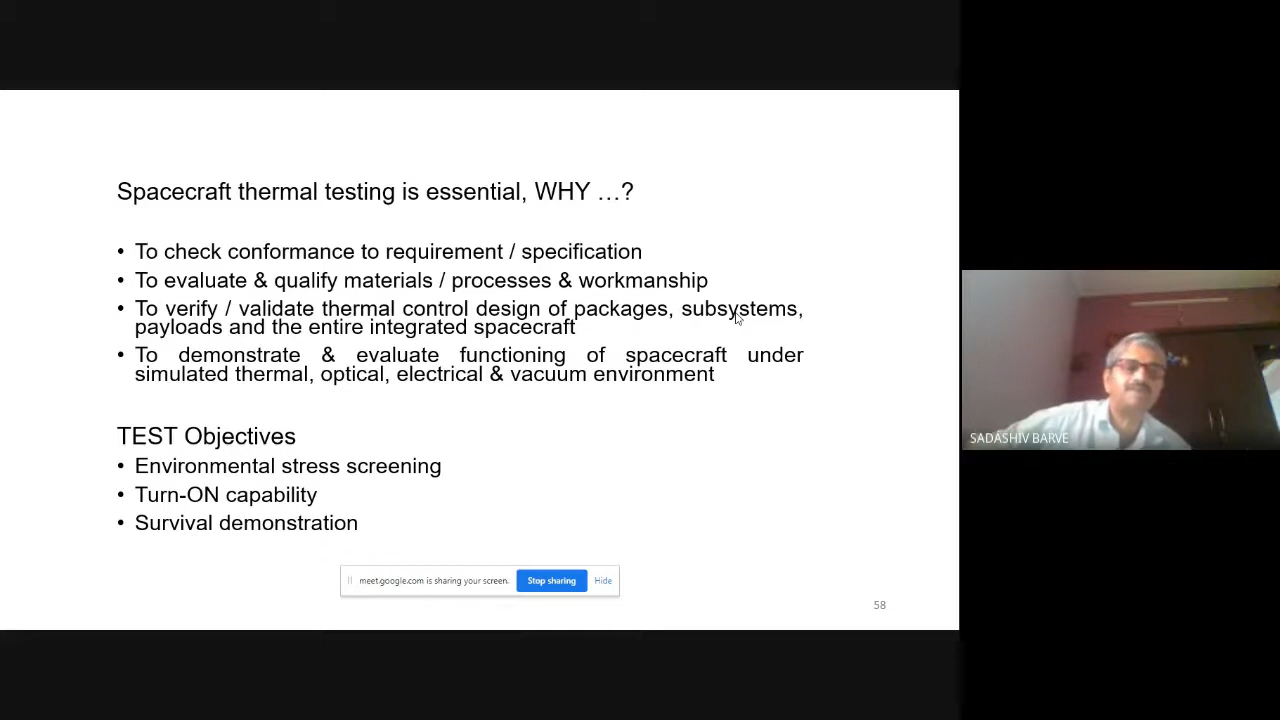 Spacecraft thermal testing is essential, WHY …?
• To check conformance to requirement / specification
• To evaluate & qualify materials / processes & workmanship
• To verify / validate thermal control design of packages, subsystems,
payloads and the entire integrated spacecraft
• To demonstrate & evaluate functioning of spacecraft under
simulated thermal, optical, electrical & vacuum environment
TEST Objectives
• Environmental stress screening
• Turn-ON capability
• Survival demonstration
meet.google.com is sharing your screen. Stop sharing Hide
58
SADASHIV BARVE